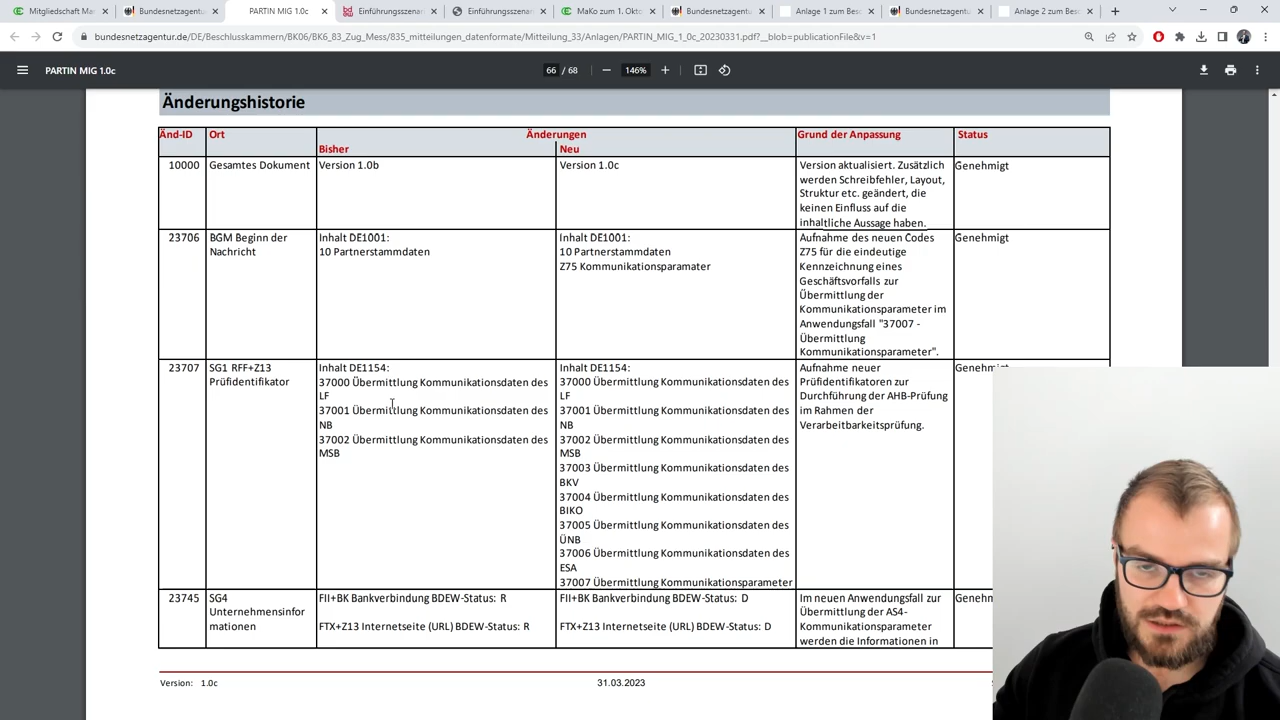 Mitgliedschaft Mar
Bundesnetzagentur.
PARTIN MIG 1.0c
Einführungsszenar
Einführungsszenar
MaKo zum 1. Okto
Bundesnetzagentur
Anlage 1 zum Besc
Bundesnetzagentur
Anlage 2 zum Besc
bundesnetzagentur.de/DE/Beschlusskammern/BK06/BK6_83_Zug_Mess/835_mitteilungen_datenformate/Mitteilung_33/Anlagen/PARTIN_MIG_1_0c_20230331.pdf?__blob=publicationFile&v=1
PARTIN MIG 1.0c
66 / 68
146%
Änderungshistorie
Änd-ID Ort Änderungen Grund der Anpassung Status
Bisher Neu
10000 Gesamtes Dokument Version 1.0b Version 1.0c Version aktualisiert. Zusätzlich Genehmigt
werden Schreibfehler, Layout,
Struktur etc. geändert, die
keinen Einfluss auf die
inhaltliche Aussage haben.
23706 BGM Beginn der Inhalt DE1001: Inhalt DE1001: Aufnahme des neuen Codes Genehmigt
Nachricht 10 Partnerstammdaten 10 Partnerstammdaten Z75 für die eindeutige
Z75 Kommunikationsparamater Kennzeichnung eines
Geschäftsvorfalls zur
Übermittlung der
Kommunikationsparameter im
Anwendungsfall "37007 -
Übermittlung
Kommunikationsparameter".
23707 SG1 RFF+Z13 Inhalt DE1154: Inhalt DE1154: Aufnahme neuer Genehmigt
Prüfidentifikator 37000 Übermittlung Kommunikationsdaten des 37000 Übermittlung Kommunikationsdaten des Prüfidentifikatoren zur
LF LF Durchführung der AHB-Prüfung
37001 Übermittlung Kommunikationsdaten des 37001 Übermittlung Kommunikationsdaten des im Rahmen der
NB NB Verarbeitbarkeitsprüfung.
37002 Übermittlung Kommunikationsdaten des 37002 Übermittlung Kommunikationsdaten des
MSB MSB
37003 Übermittlung Kommunikationsdaten des
BKV
37004 Übermittlung Kommunikationsdaten des
BIKO
37005 Übermittlung Kommunikationsdaten des
ÜNB
37006 Übermittlung Kommunikationsdaten des
ESA
37007 Übermittlung Kommunikationsparameter
23745 SG4 FII+BK Bankverbindung BDEW-Status: R FII+BK Bankverbindung BDEW-Status: D Im neuen Anwendungsfall zur Genehm
Unternehmensinfor Übermittlung der AS4-
mationen FTX+Z13 Internetseite (URL) BDEW-Status: R FTX+Z13 Internetseite (URL) BDEW-Status: D Kommunikationsparameter
werden die Informationen in
Version: 1.0c 31.03.2023